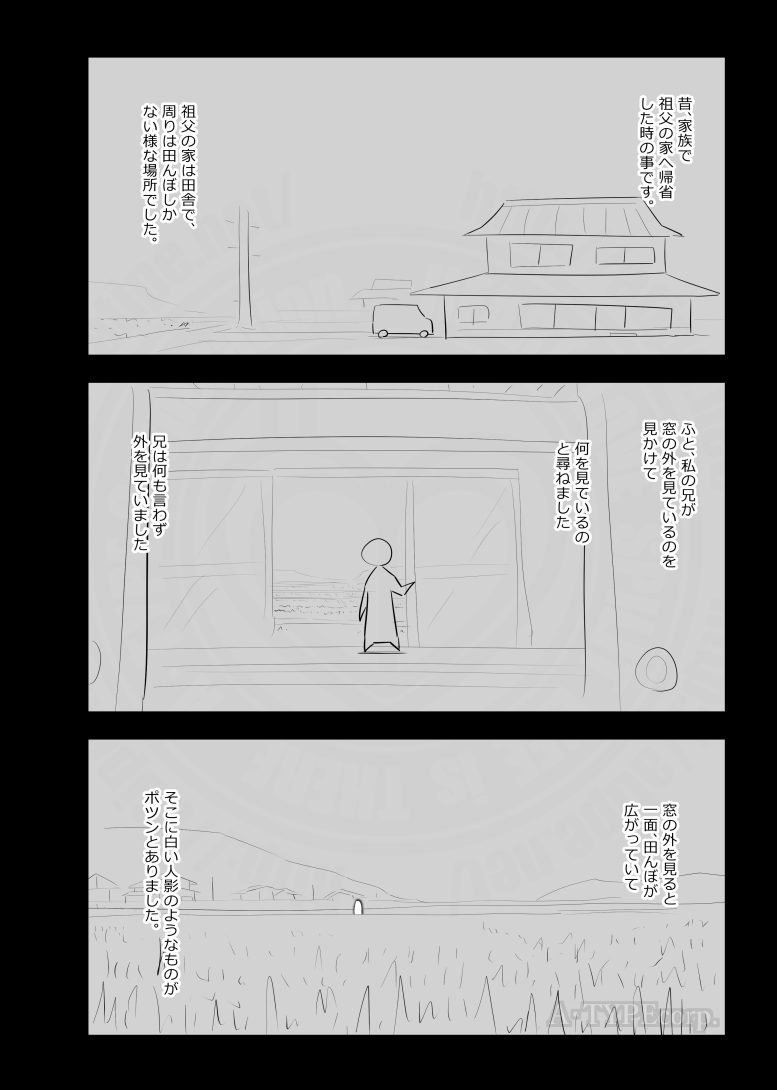 昔、家族で
祖父の家へ帰省
した時の事です。
祖父の家は田舎で、
周りは田んぼしか
ない様な場所でした。
ふと、私の兄が
窓の外を見ているのを
見かけて
何を見ているの
と尋ねました
兄は何も言わず
外を見ていました
窓の外を見ると
一面、田んぼが
広がっていて
そこに白い人影のようなものが
ポツンとありました。
A-TYPEcorp.